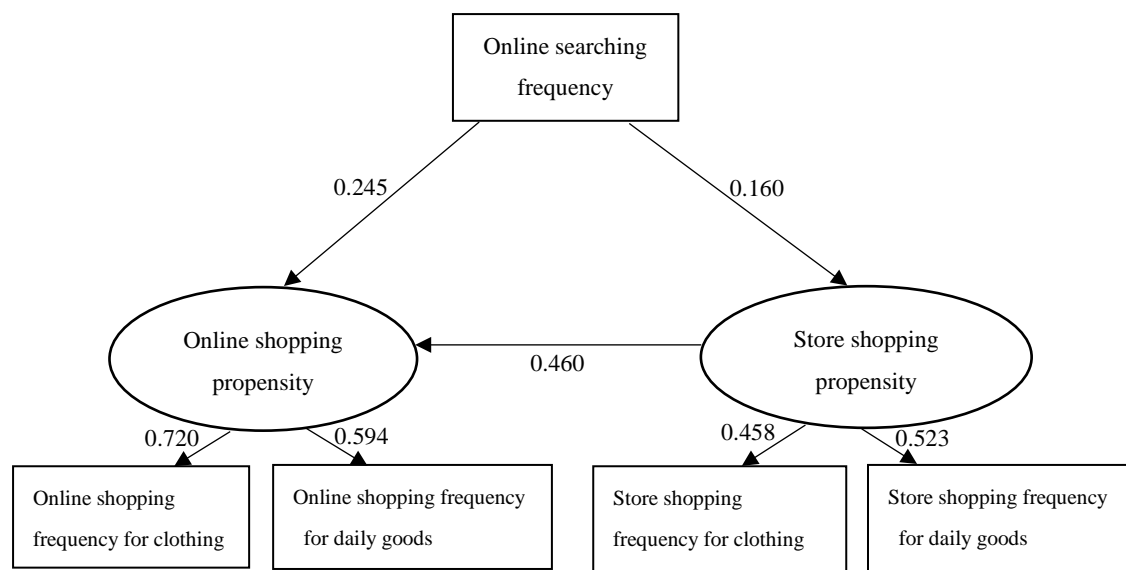 Online searching
frequency
0.245
0.160
Online shopping
propensity
Store shopping
propensity
0.460
0.720
0.594
0.458
0.523
Online shopping
frequency for clothing
Online shopping frequency
for daily goods
Store shopping
frequency for clothing
Store shopping frequency
for daily goods